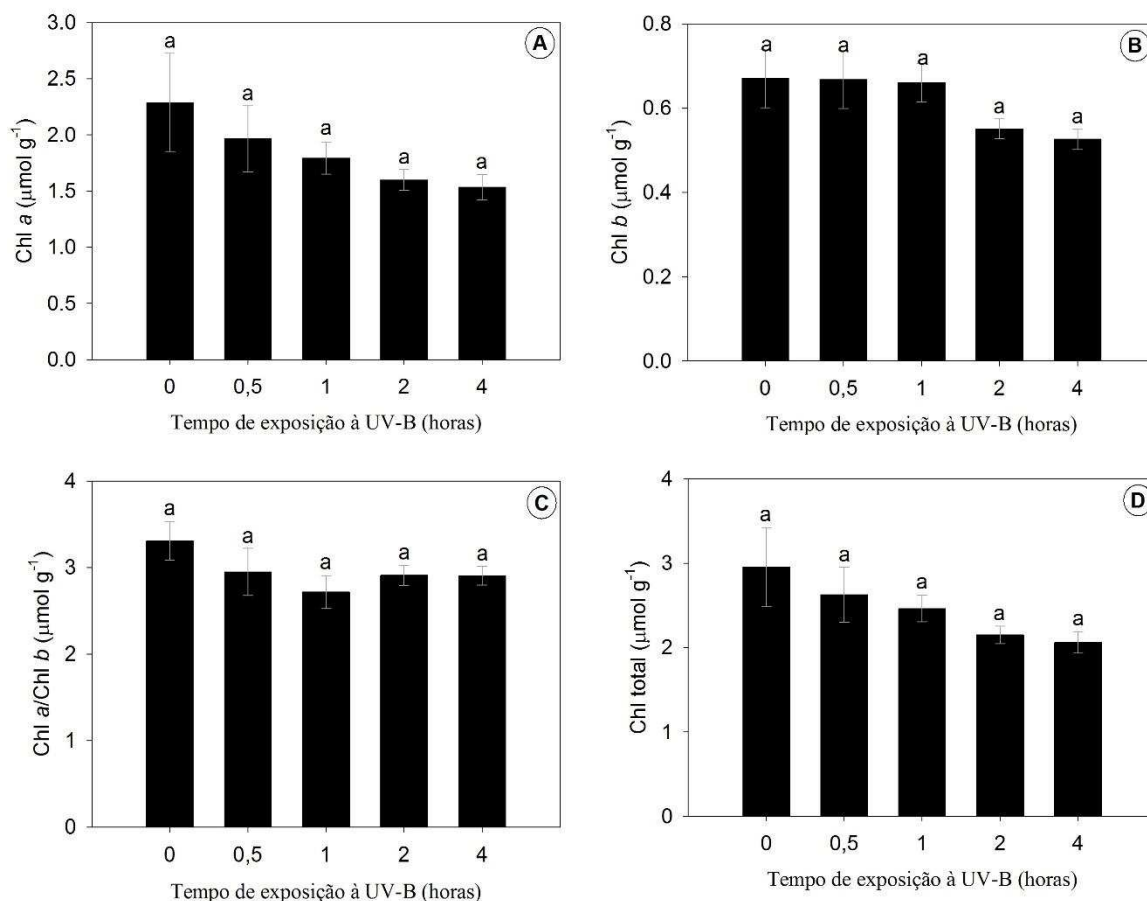 A
Chl a (μmol g-1)
3.0
2.5
2.0
1.5
1.0
0.5
0.0
a
a
a
a
a
0
0,5
1
2
4
Tempo de exposição à UV-B (horas)
B
Chl b (μmol g-1)
0.8
0.6
0.4
0.2
0.0
a
a
a
a
a
0
0,5
1
2
4
Tempo de exposição à UV-B (horas)
C
Chl a/Chl b (μmol g-1)
4
3
2
1
0
a
a
a
a
a
0
0,5
1
2
4
Tempo de exposição à UV-B (horas)
D
Chl total (μmol g-1)
4
3
2
1
0
a
a
a
a
a
0
0,5
1
2
4
Tempo de exposição à UV-B (horas)